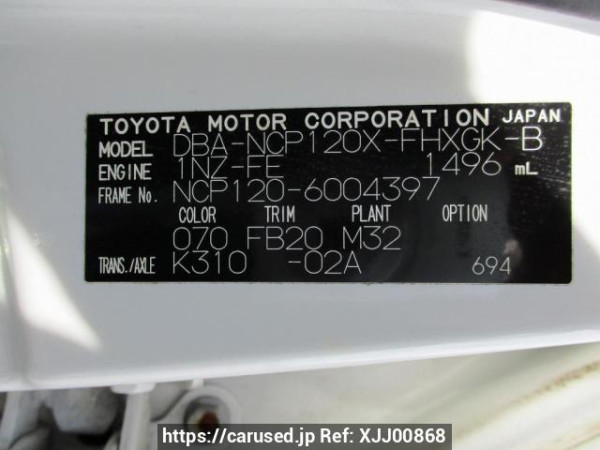 TOYOTA MOTOR CORPORATION JAPAN
MODEL DBA-NCP120X-FHXGK-B
ENGINE 1NZ-FE 1496 mL
FRAME No. NCP120-6004397
COLOR TRIM PLANT OPTION
070 FB20 M32
TRANS./AXLE K310 -02A 694
https://carused.jp Ref: XJJ00868